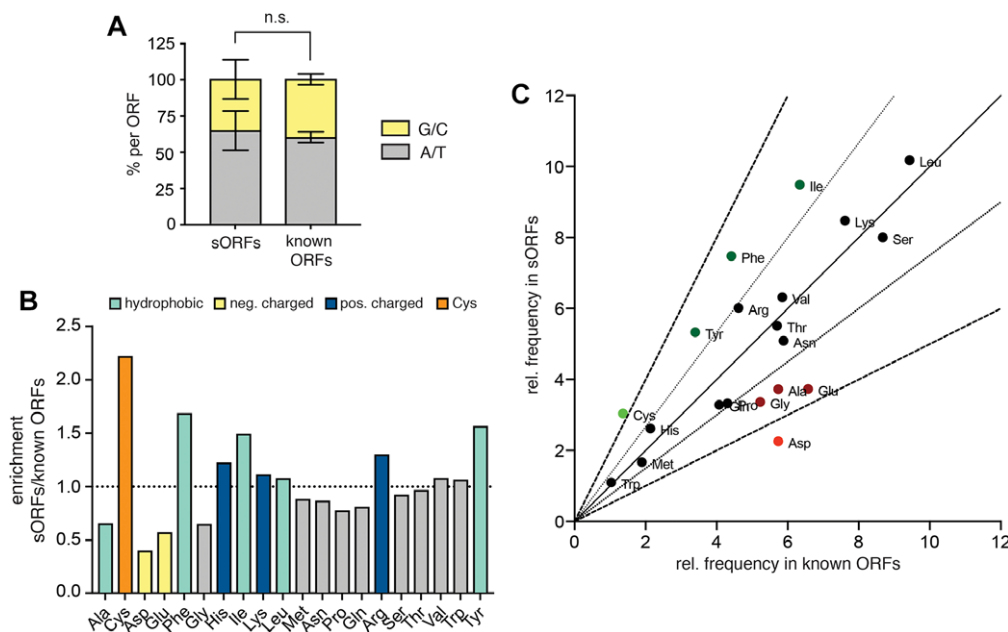 A
n.s.
125
100
75
50
25
0
% per ORF
sORFs
known
ORFs
G/C
A/T
B
hydrophobic
neg. charged
pos. charged
Cys
2.5
2.0
1.5
1.0
0.5
0.0
enrichment
sORFs/known ORFs
Ala
Cys
Asp
Glu
Phe
Gly
His
Ile
Lys
Leu
Met
Asn
Pro
Gln
Arg
Ser
Thr
Val
Trp
Tyr
C
12
10
8
6
4
2
0
rel. frequency in sORFs
Leu
Ile
Lys
Ser
Phe
Val
Arg
Thr
Tyr
Asn
Ala
Glu
Gln
Pro
Gly
Cys
His
Asp
Met
Trp
0
2
4
6
8
10
12
rel. frequency in known ORFs